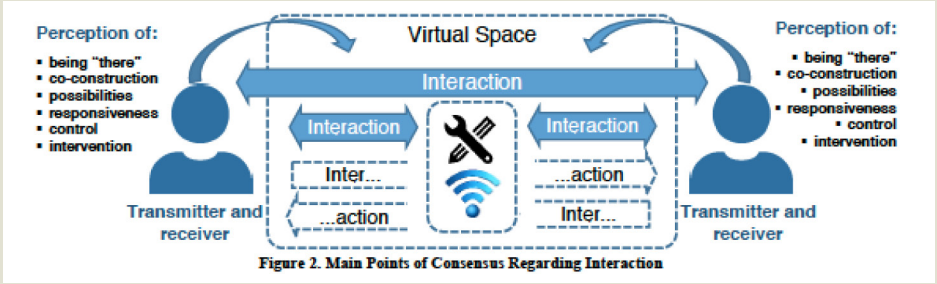 Perception of:
▪ being “there”
▪ co-construction
▪ possibilities
▪ responsiveness
▪ control
▪ intervention
Transmitter and
receiver
Virtual Space
Interaction
Interaction
Interaction
Inter...
...action
...action
Inter...
Perception of:
▪ being “there”
▪ co-construction
▪ possibilities
▪ responsiveness
▪ control
▪ intervention
Transmitter and
receiver
Figure 2. Main Points of Consensus Regarding Interaction